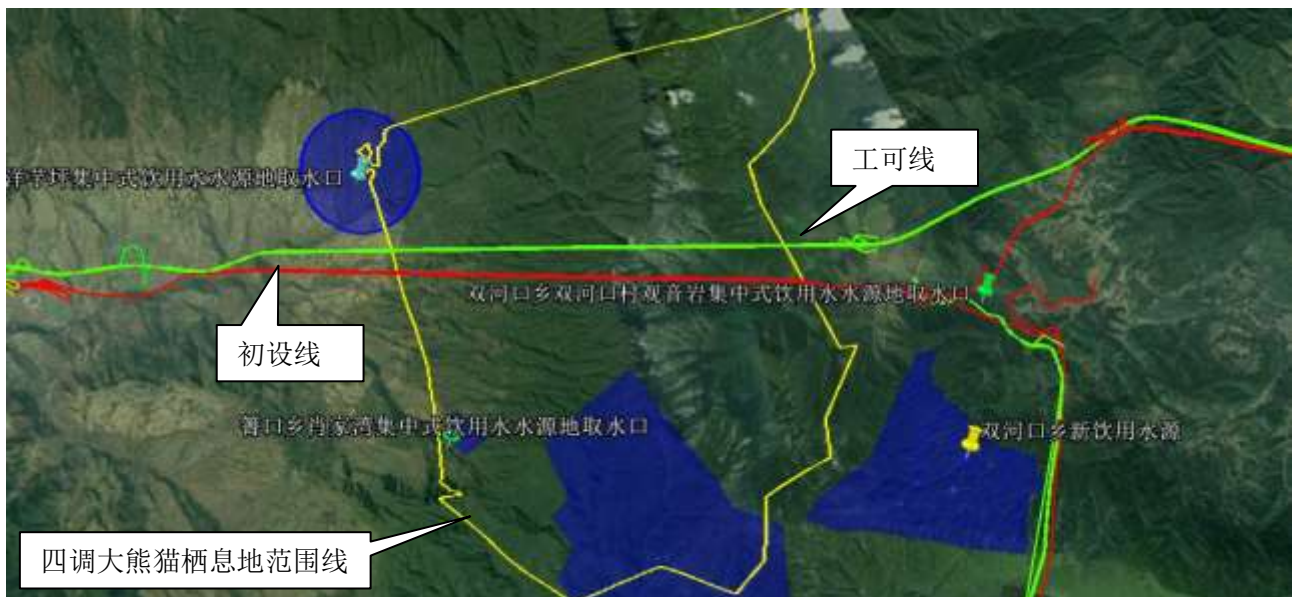 工可线
洋芋坪集中式饮用水水源地取水口
双河口乡双河口村观音岩集中式饮用水水源地取水口
初设线
箐口乡肖家湾集中式饮用水水源地取水口
双河口乡新饮用水源
四调大熊猫栖息地范围线